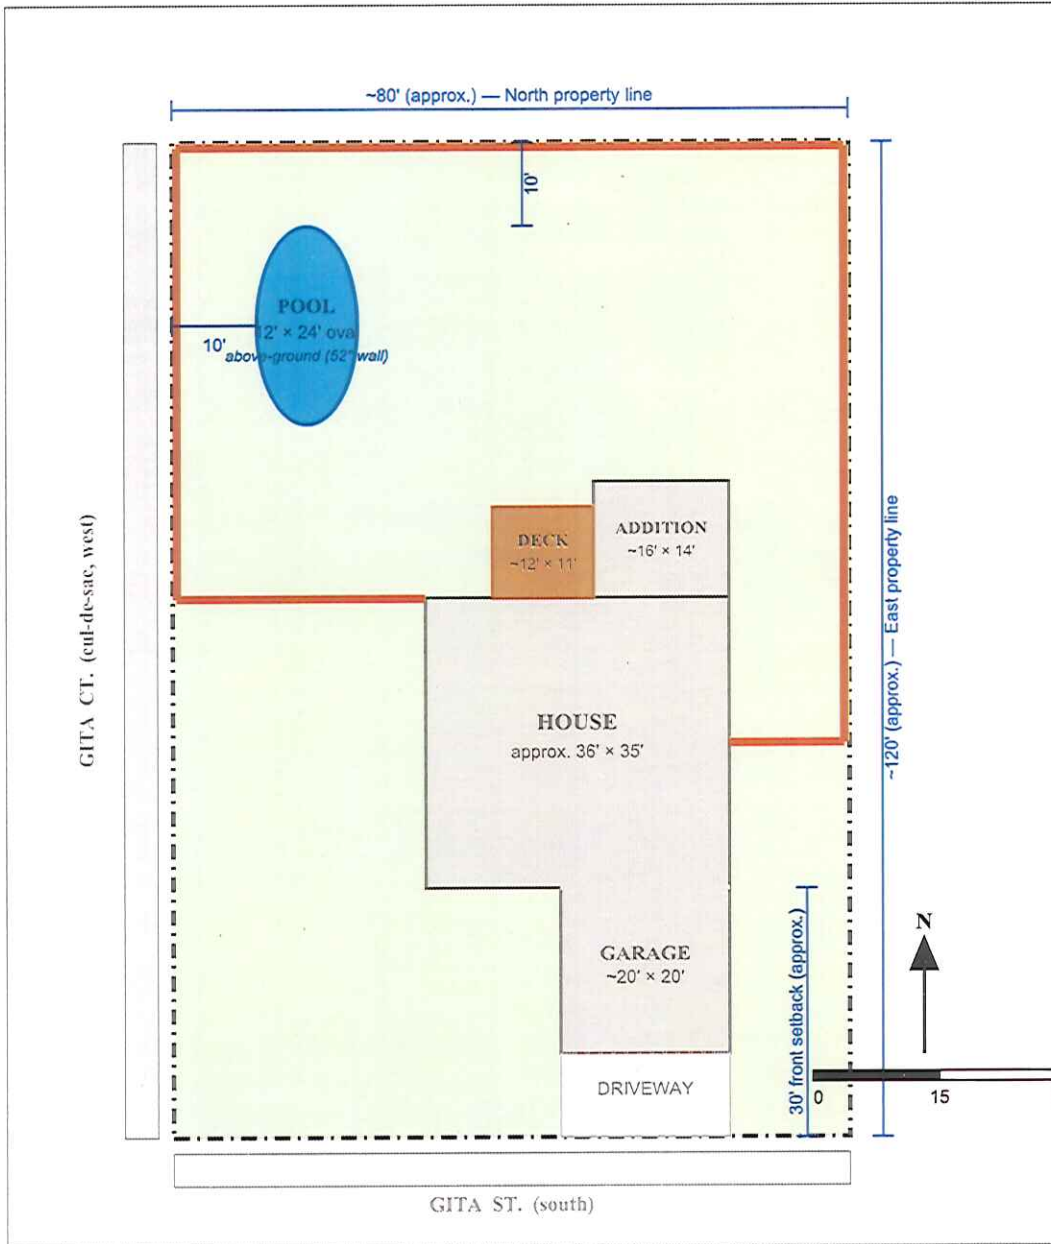 ~80' (approx.) — North property line
10'
POOL
12' × 24' ova
10'
above-ground (52" wall)
DECK
~12' × 11'
ADDITION
~16' × 14'
GITA CT. (cul-de-sac, west)
~120' (approx.) — East property line
HOUSE
approx. 36' × 35'
GARAGE
~20' × 20'
30' front setback (approx.)
N
0
15
DRIVEWAY
GITA ST. (south)